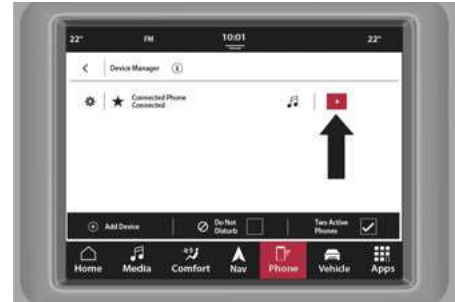 22° FM 10:01 22°
Device Manager
Connected Phone
Connected
Add Device Do Not Disturb Two Active Phones
Home Media Comfort Nav Phone Vehicle Apps